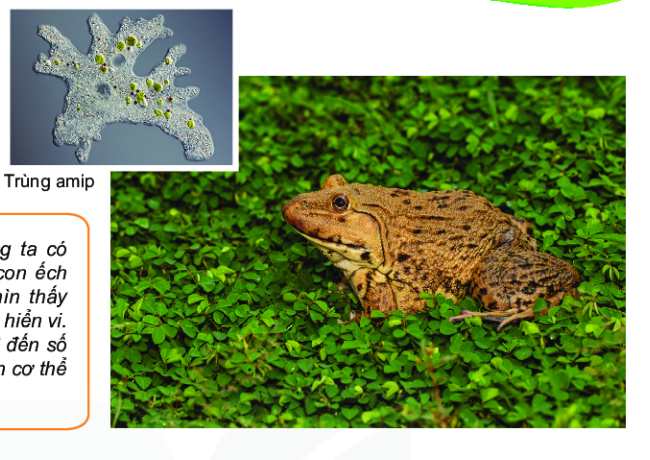 Trùng amip
g ta có
con ếch
hìn thấy
hiển vi.
đến số
cơ thể